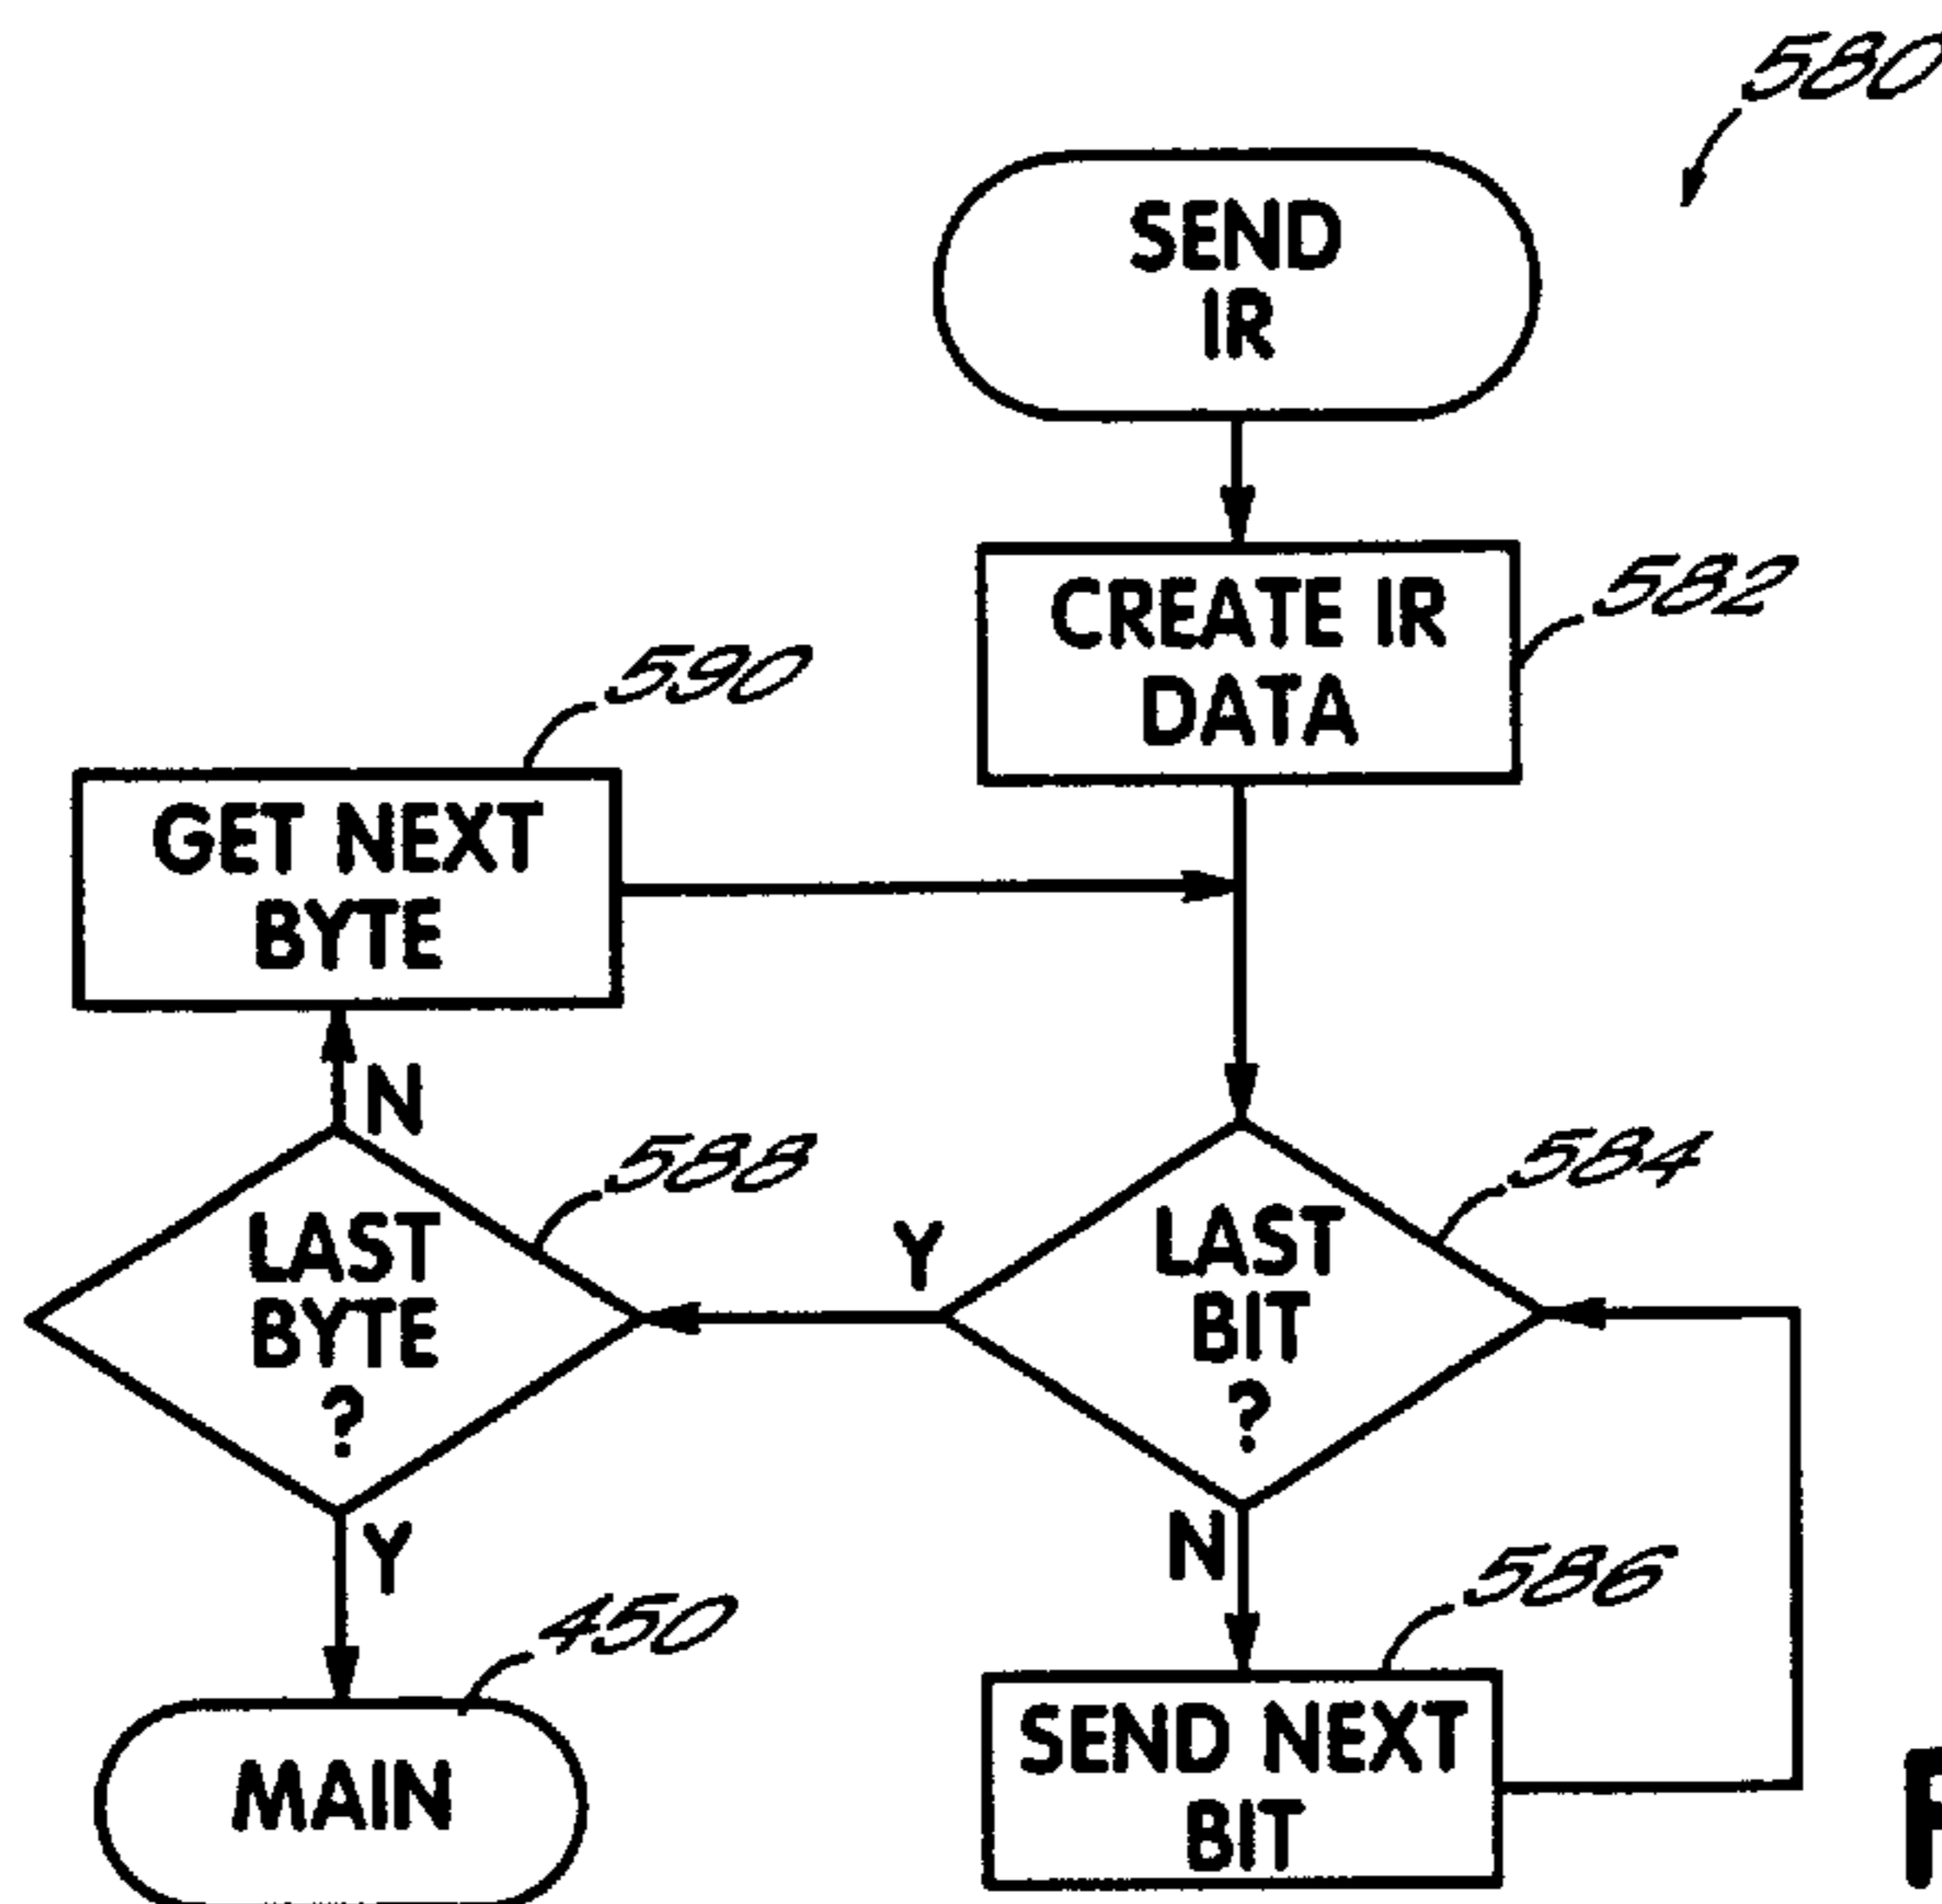 580
SEND
IR
CREATE IR
DATA
582
590
GET NEXT
BYTE
N
588
LAST
BYTE
?
Y
584
LAST
BIT
?
Y
N
450
MAIN
586
SEND NEXT
BIT